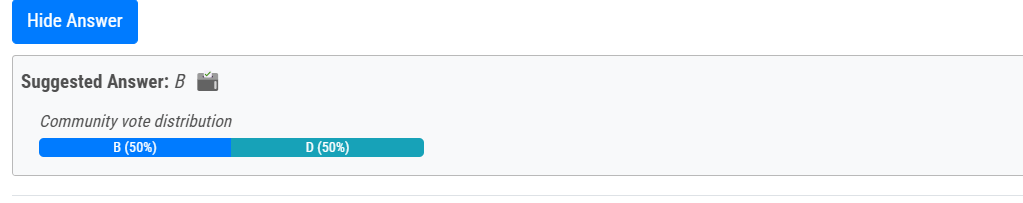 Hide Answer
Suggested Answer: B
Community vote distribution
B (50%) D (50%)